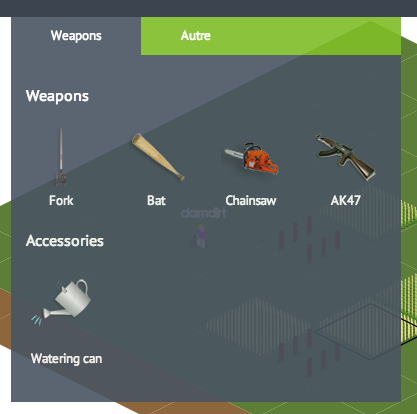 Weapons Autre
Weapons
Fork Bat Chainsaw AK47
damdirt
Accessories
Watering can